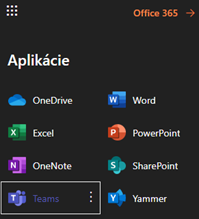 Office 365 →
Aplikácie
OneDrive Word
Excel PowerPoint
OneNote SharePoint
Teams Yammer